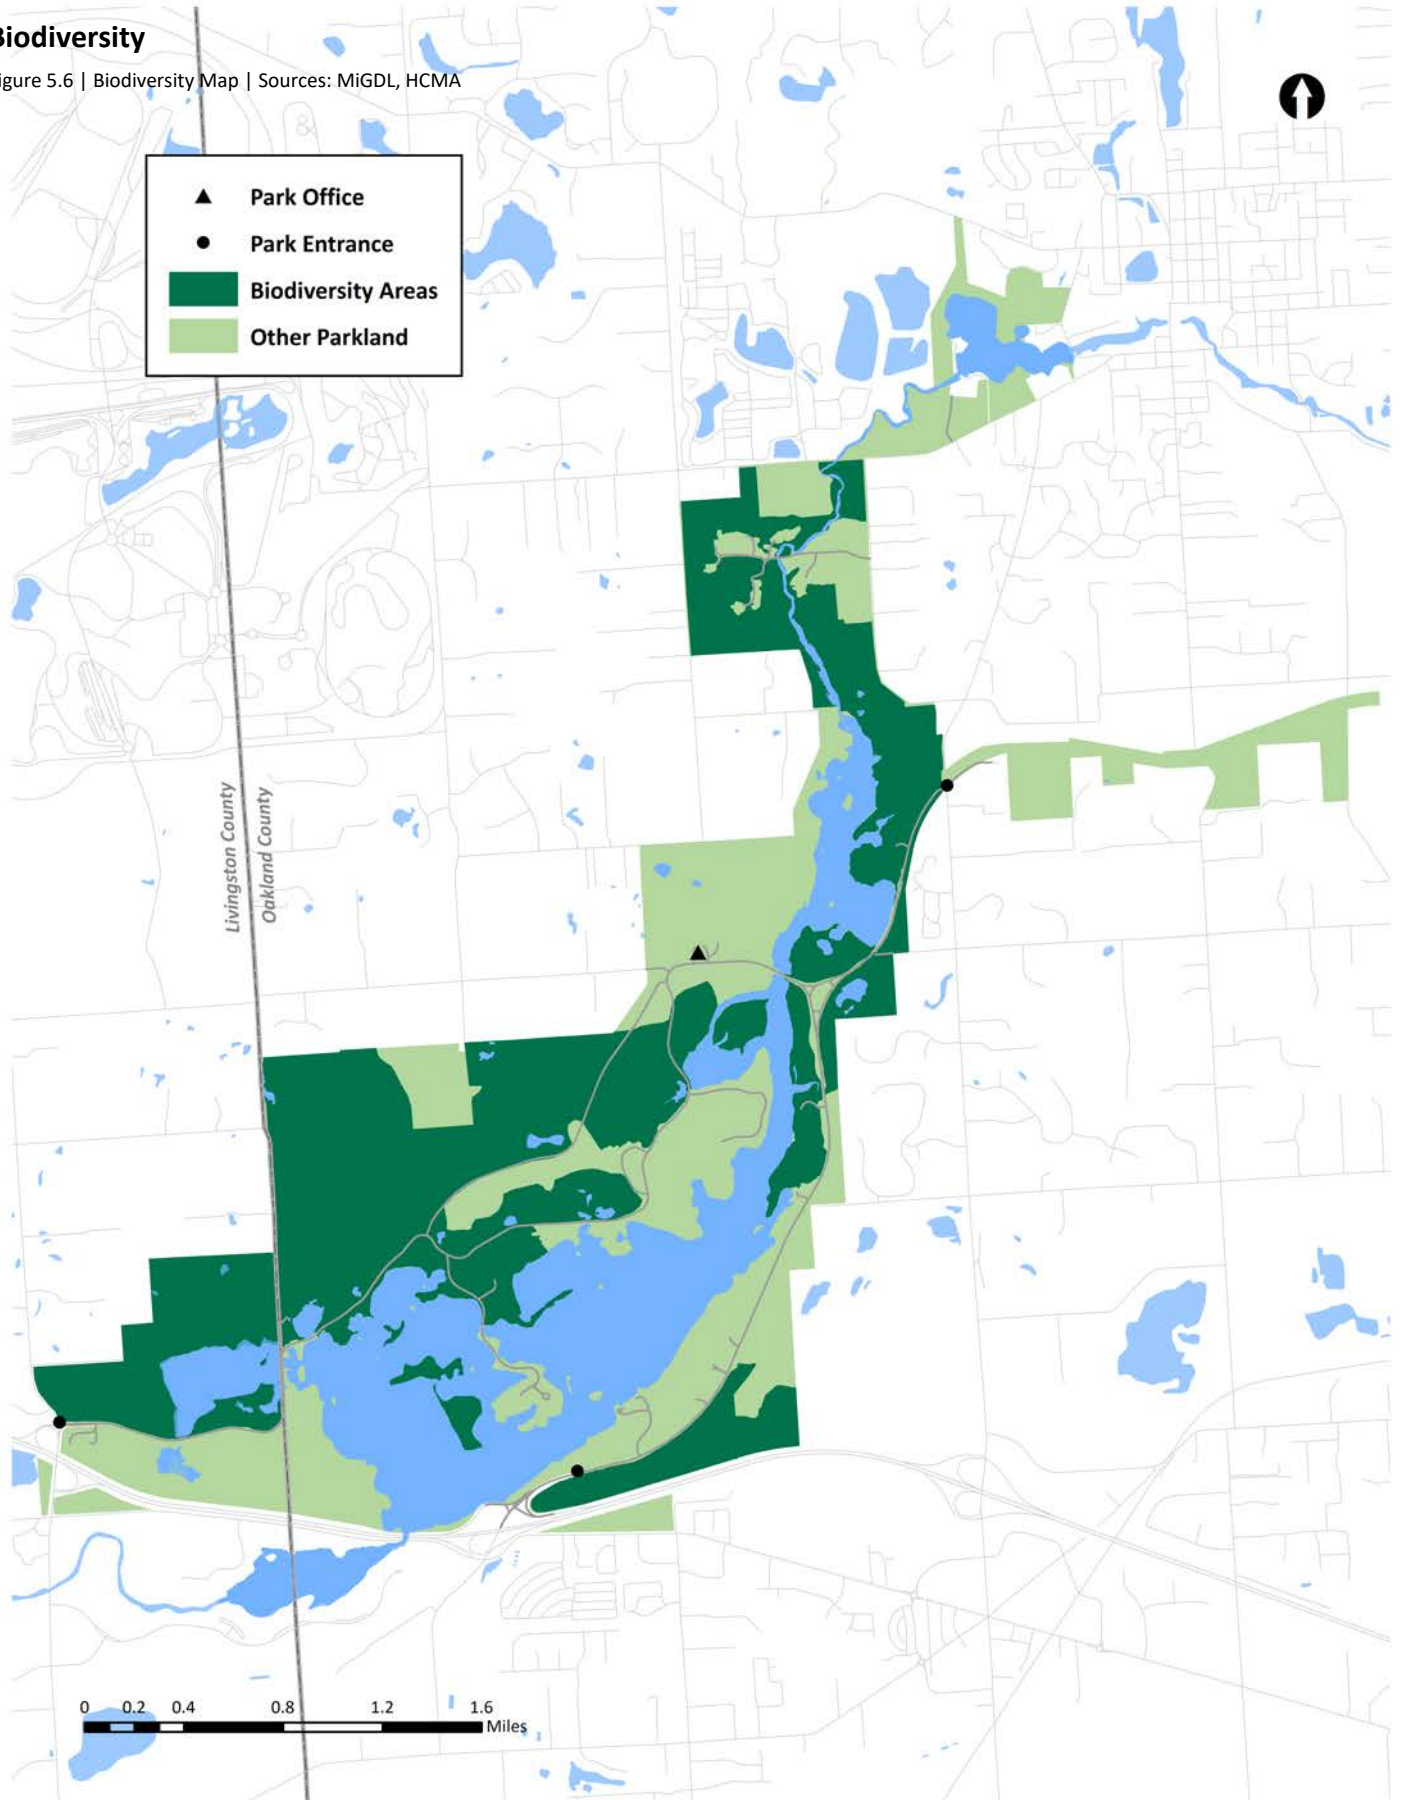 Biodiversity
igure 5.6 | Biodiversity Map | Sources: MiGDL, HCMA
Park Office
Park Entrance
Biodiversity Areas
Other Parkland
Livingston County
Oakland County
0 0.2 0.4 0.8 1.2 1.6
Miles